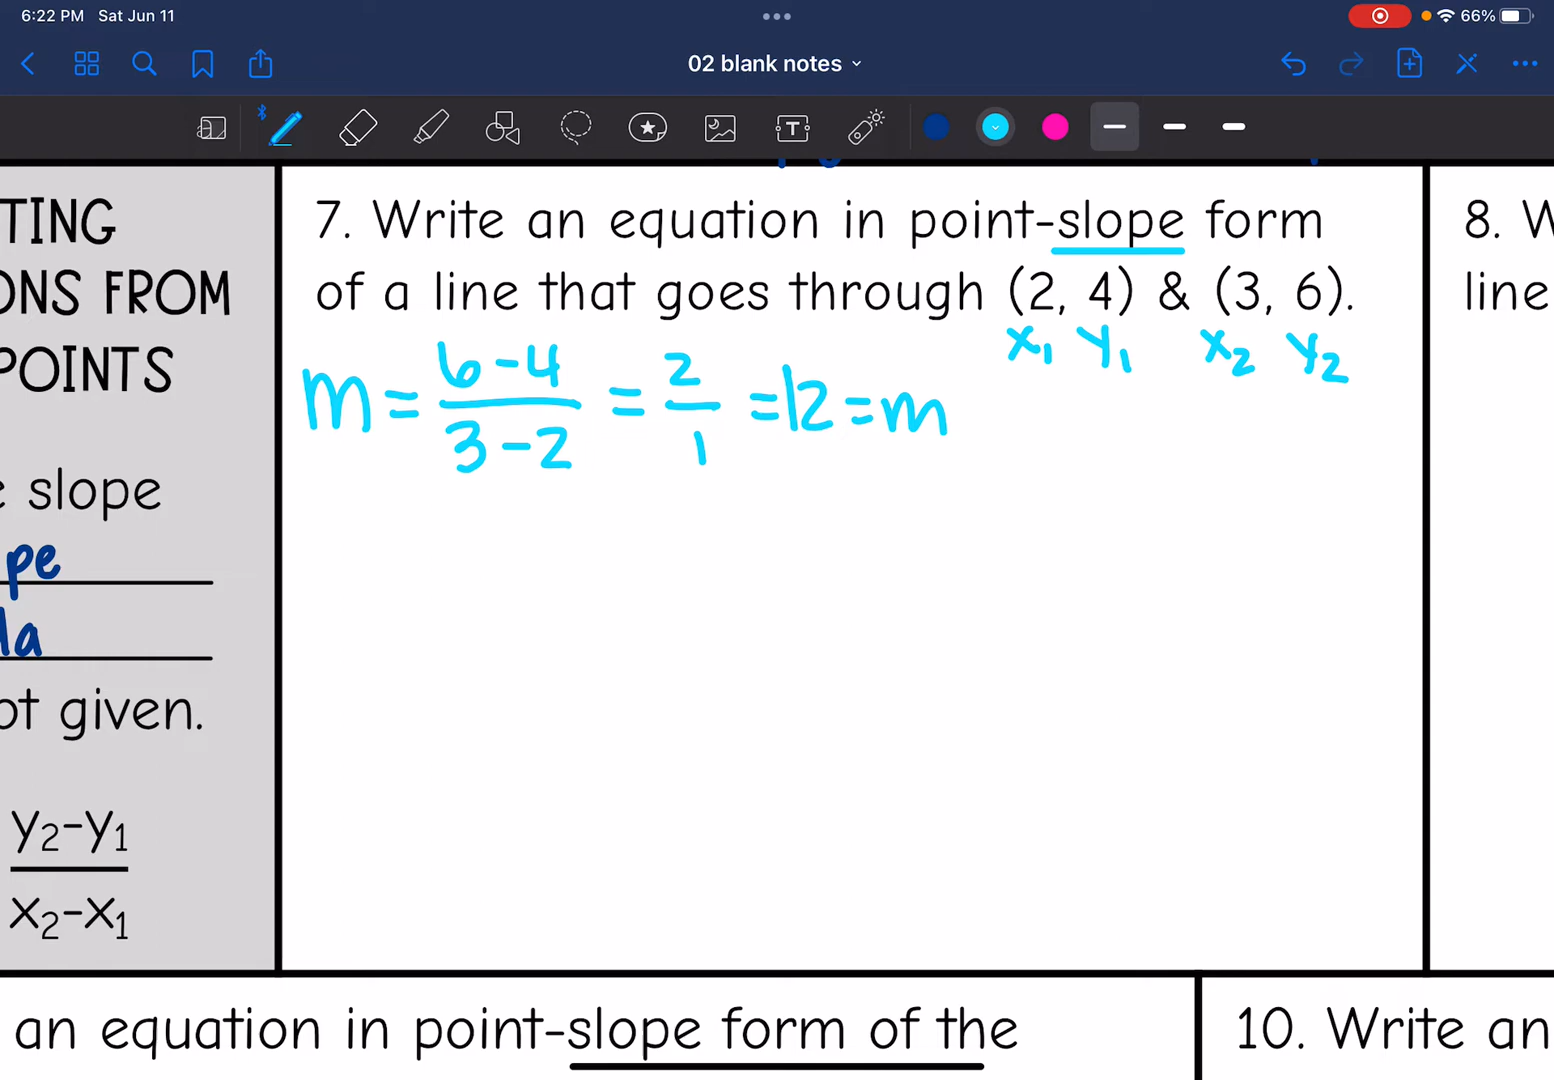 6:22 PM Sat Jun 11
66%
02 blank notes
TING
ONS FROM
POINTS
slope
pe
la
ot given.
y₂-y₁
x₂-x₁
7. Write an equation in point-slope form
of a line that goes through (2, 4) & (3, 6).
x₁ y₁ x₂ y₂
m = 6-4 / 3-2 = 2 / 1 = |2 = m
8. W
line
an equation in point-slope form of the
10. Write an